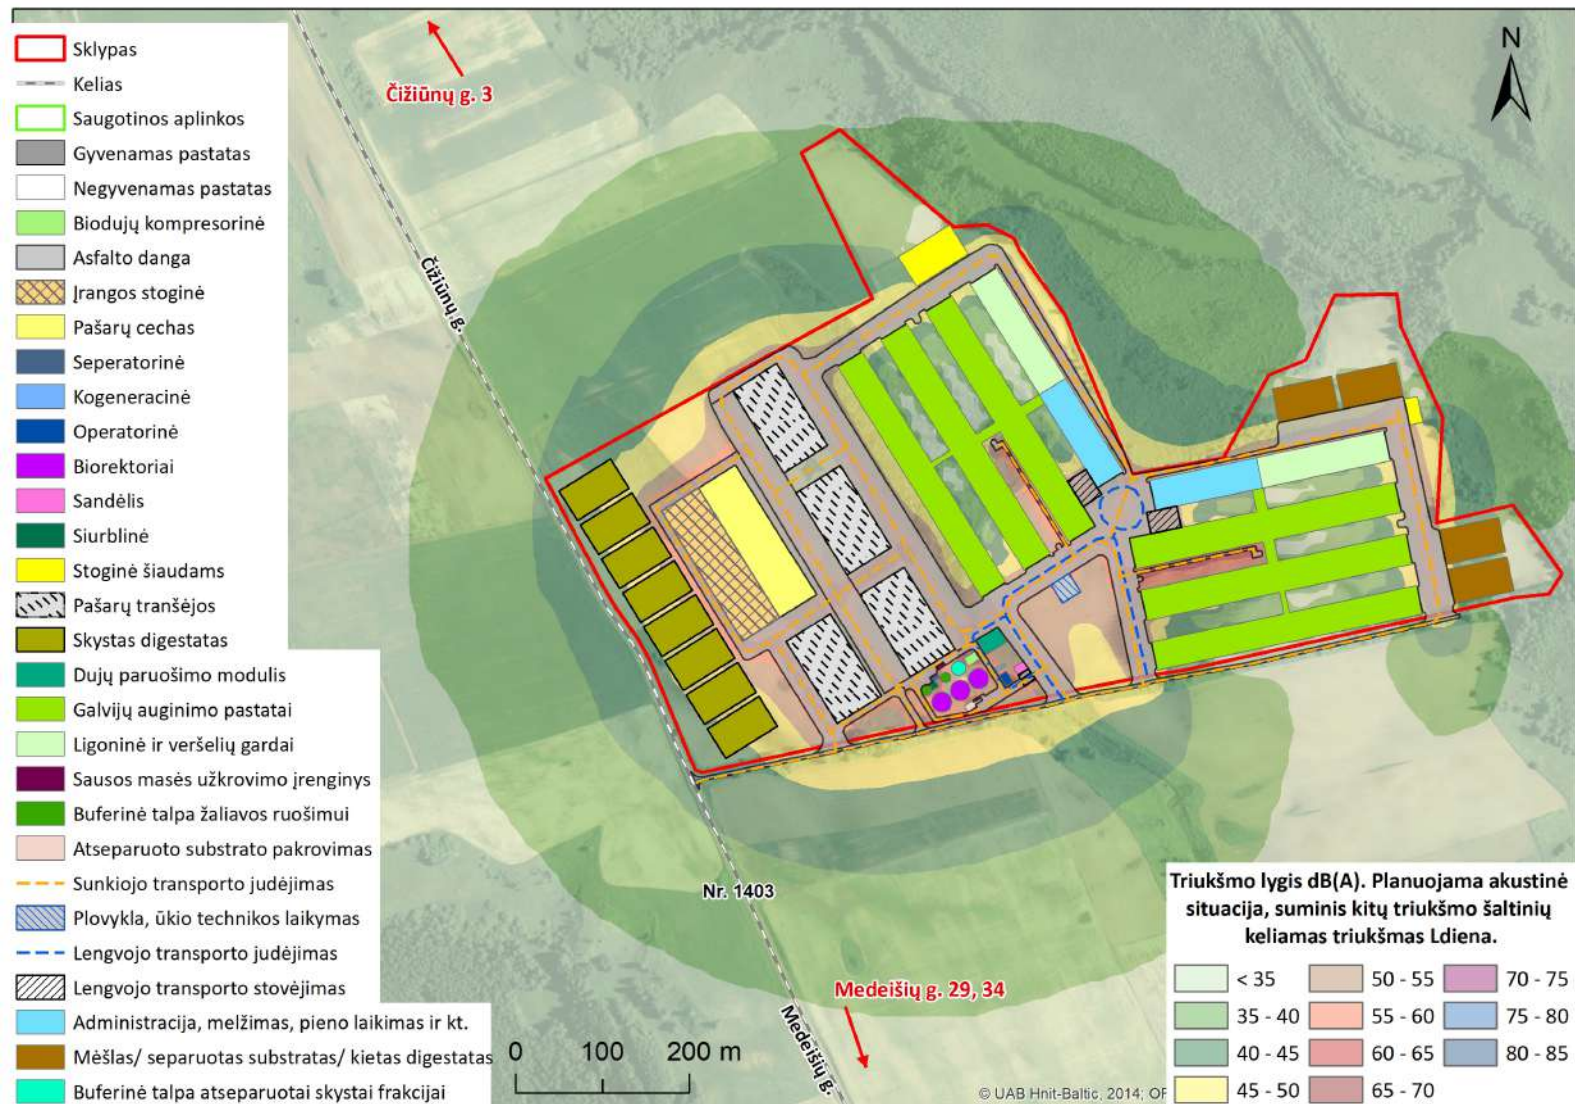 Sklypas
Kelias
Saugotinos aplinkos
Gyvenamas pastatas
Negyvenamas pastatas
Biodujų kompresorinė
Asfalto danga
Įrangos stoginė
Pašarų cechas
Seperatorinė
Kogeneracinė
Operatorinė
Biorektoriai
Sandėlis
Siurblinė
Stoginė šiaudams
Pašarų tranšėjos
Skystas digestatas
Dujų paruošimo modulis
Galvijų auginimo pastatai
Ligoninė ir veršelių gardai
Sausos masės užkrovimo įrenginys
Buferinė talpa žaliavos ruošimui
Atseparuoto substrato pakrovimas
Sunkiojo transporto judėjimas
Plovykla, ūkio technikos laikymas
Lengvojo transporto judėjimas
Lengvojo transporto stovėjimas
Administracija, melžimas, pieno laikimas ir kt.
Mėšlas/ separuotas substratas/ kietas digestatas
Buferinė talpa atseparuotai skystai frakcijai
Čižiūnų g. 3
N
Čižiūnų g.
Nr. 1403
Medeišių g. 29, 34
Medeišių g.
0 100 200 m
© UAB Hnit-Baltic, 2014;
Triukšmo lygis dB(A). Planuojama akustinė
situacija, suminis kitų triukšmo šaltinių
keliamas triukšmas Ldiena.
< 35 50 - 55 70 - 75
35 - 40 55 - 60 75 - 80
40 - 45 60 - 65 80 - 85
45 - 50 65 - 70